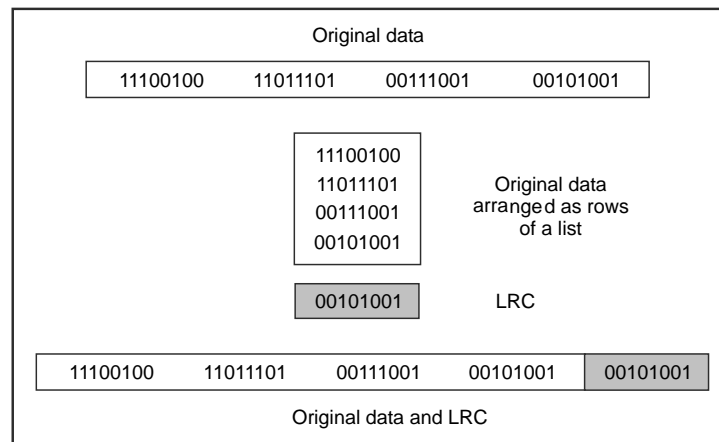 Original data
11100100 11011101 00111001 00101001
11100100
11011101
00111001
00101001
Original data
arranged as rows
of a list
00101001 LRC
11100100 11011101 00111001 00101001 00101001
Original data and LRC